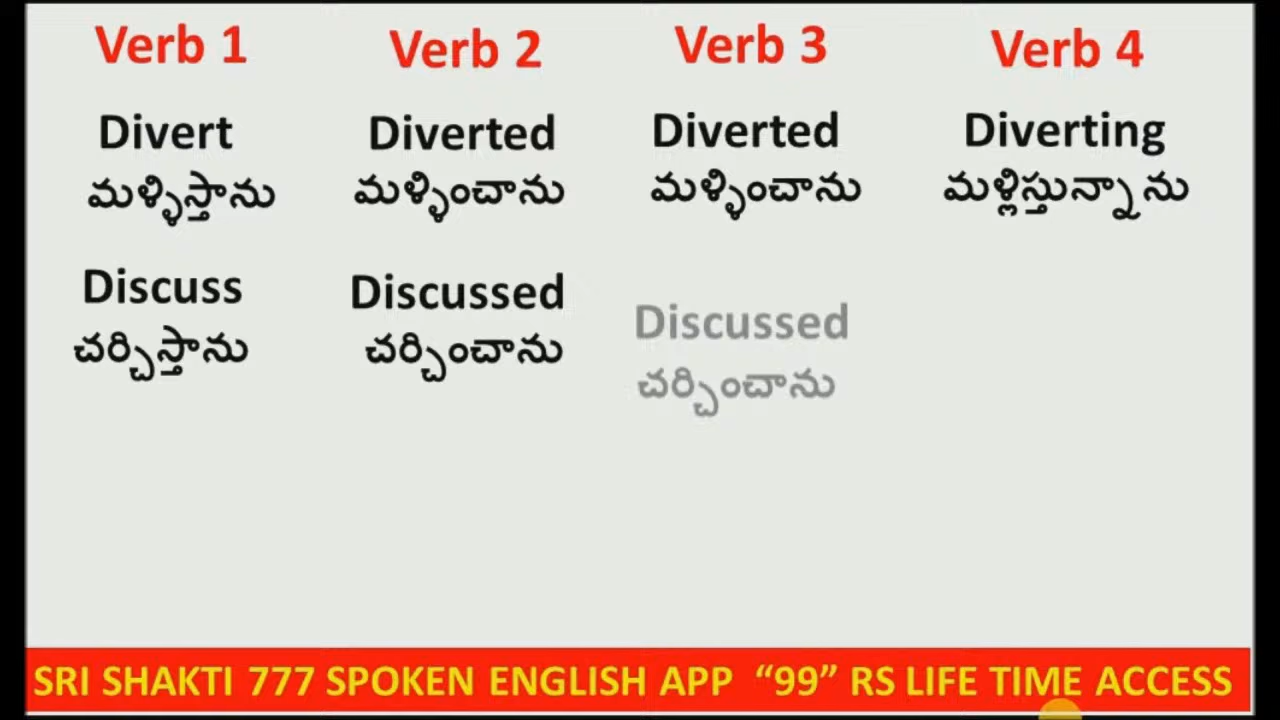 Verb 1 Verb 2 Verb 3 Verb 4
Divert Diverted Diverted Diverting
మళ్ళిస్తాను మళ్ళించాను మళ్ళించాను మళ్లిస్తున్నాను
Discuss Discussed Discussed
చర్చిస్తాను చర్చించాను చర్చించాను
SRI SHAKTI 777 SPOKEN ENGLISH APP “99” RS LIFE TIME ACCESS